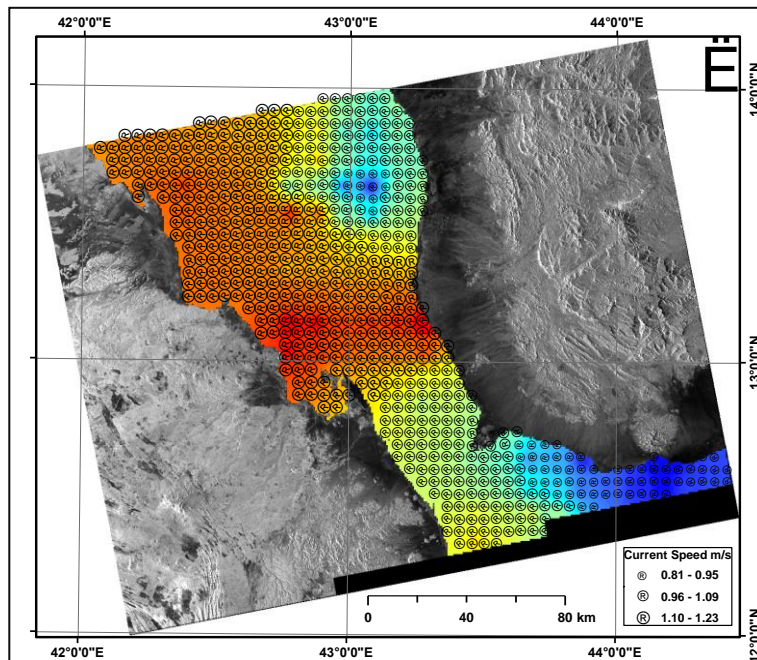 42°0'0"E 43°0'0"E 44°0'0"E
Ë
14°0'0"N
13°0'0"N
Current Speed m/s
® 0.81 - 0.95
® 0.96 - 1.09
® 1.10 - 1.23
0 40 80 km
12°0'0"N
42°0'0"E 43°0'0"E 44°0'0"E